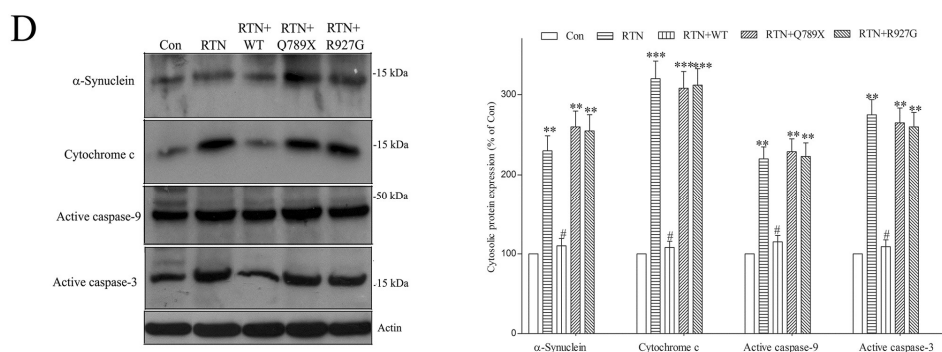 D
Con RTN RTN+ WT RTN+ Q789X RTN+ R927G
α-Synuclein
-15 kDa
Cytochrome c
-15 kDa
-50 kDa
Active caspase-9
Active caspase-3
-15 kDa
Actin
Con RTN RTN+WT RTN+Q789X RTN+R927G
Cytosolic protein expression (% of Con)
300
200
100
0
** # ** **
*** # *** ***
** # ** **
** # ** **
α-Synuclein Cytochrome c Active caspase-9 Active caspase-3